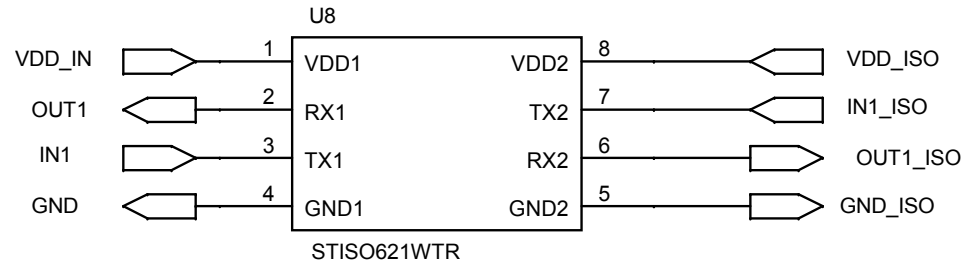 U8
VDD_IN 1 VDD1 VDD2 8 VDD_ISO
OUT1 2 RX1 TX2 7 IN1_ISO
IN1 3 TX1 RX2 6 OUT1_ISO
GND 4 GND1 GND2 5 GND_ISO
STISO621WTR